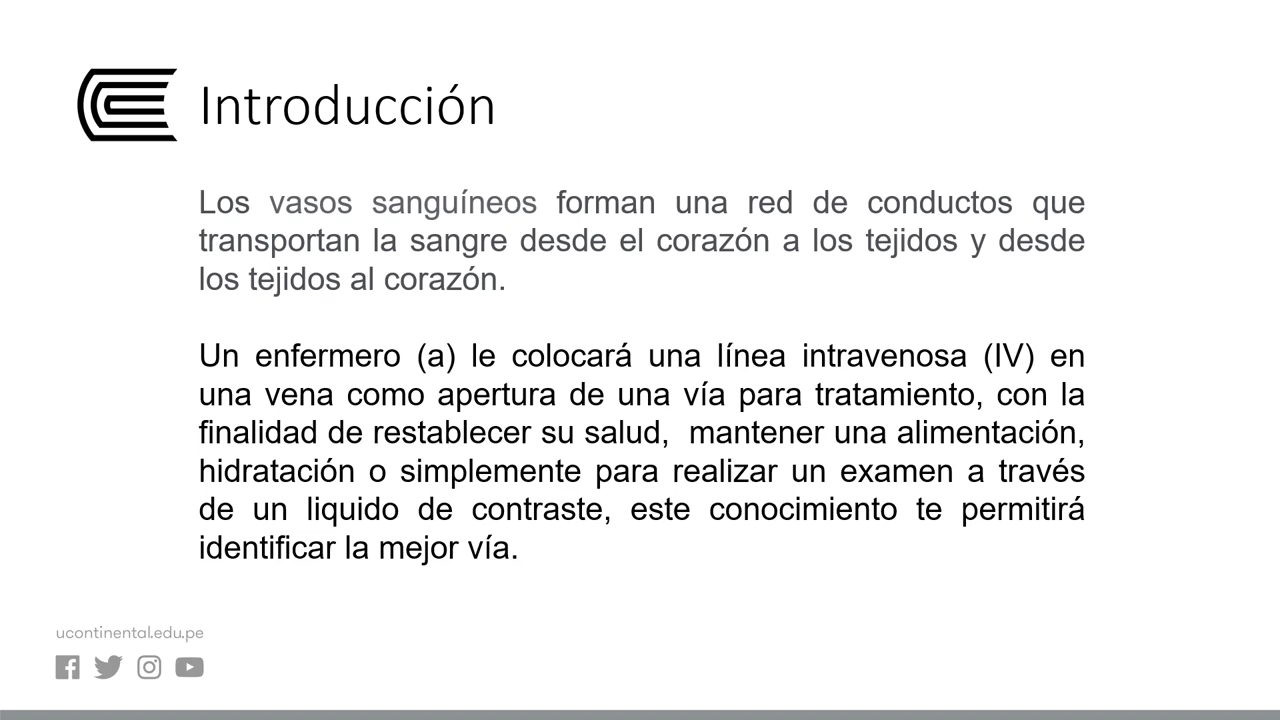 Introducción
Los vasos sanguíneos forman una red de conductos que
transportan la sangre desde el corazón a los tejidos y desde
los tejidos al corazón.
Un enfermero (a) le colocará una línea intravenosa (IV) en
una vena como apertura de una vía para tratamiento, con la
finalidad de restablecer su salud,  mantener una alimentación,
hidratación o simplemente para realizar un examen a través
de un liquido de contraste, este conocimiento te permitirá
identificar la mejor vía.
ucontinental.edu.pe